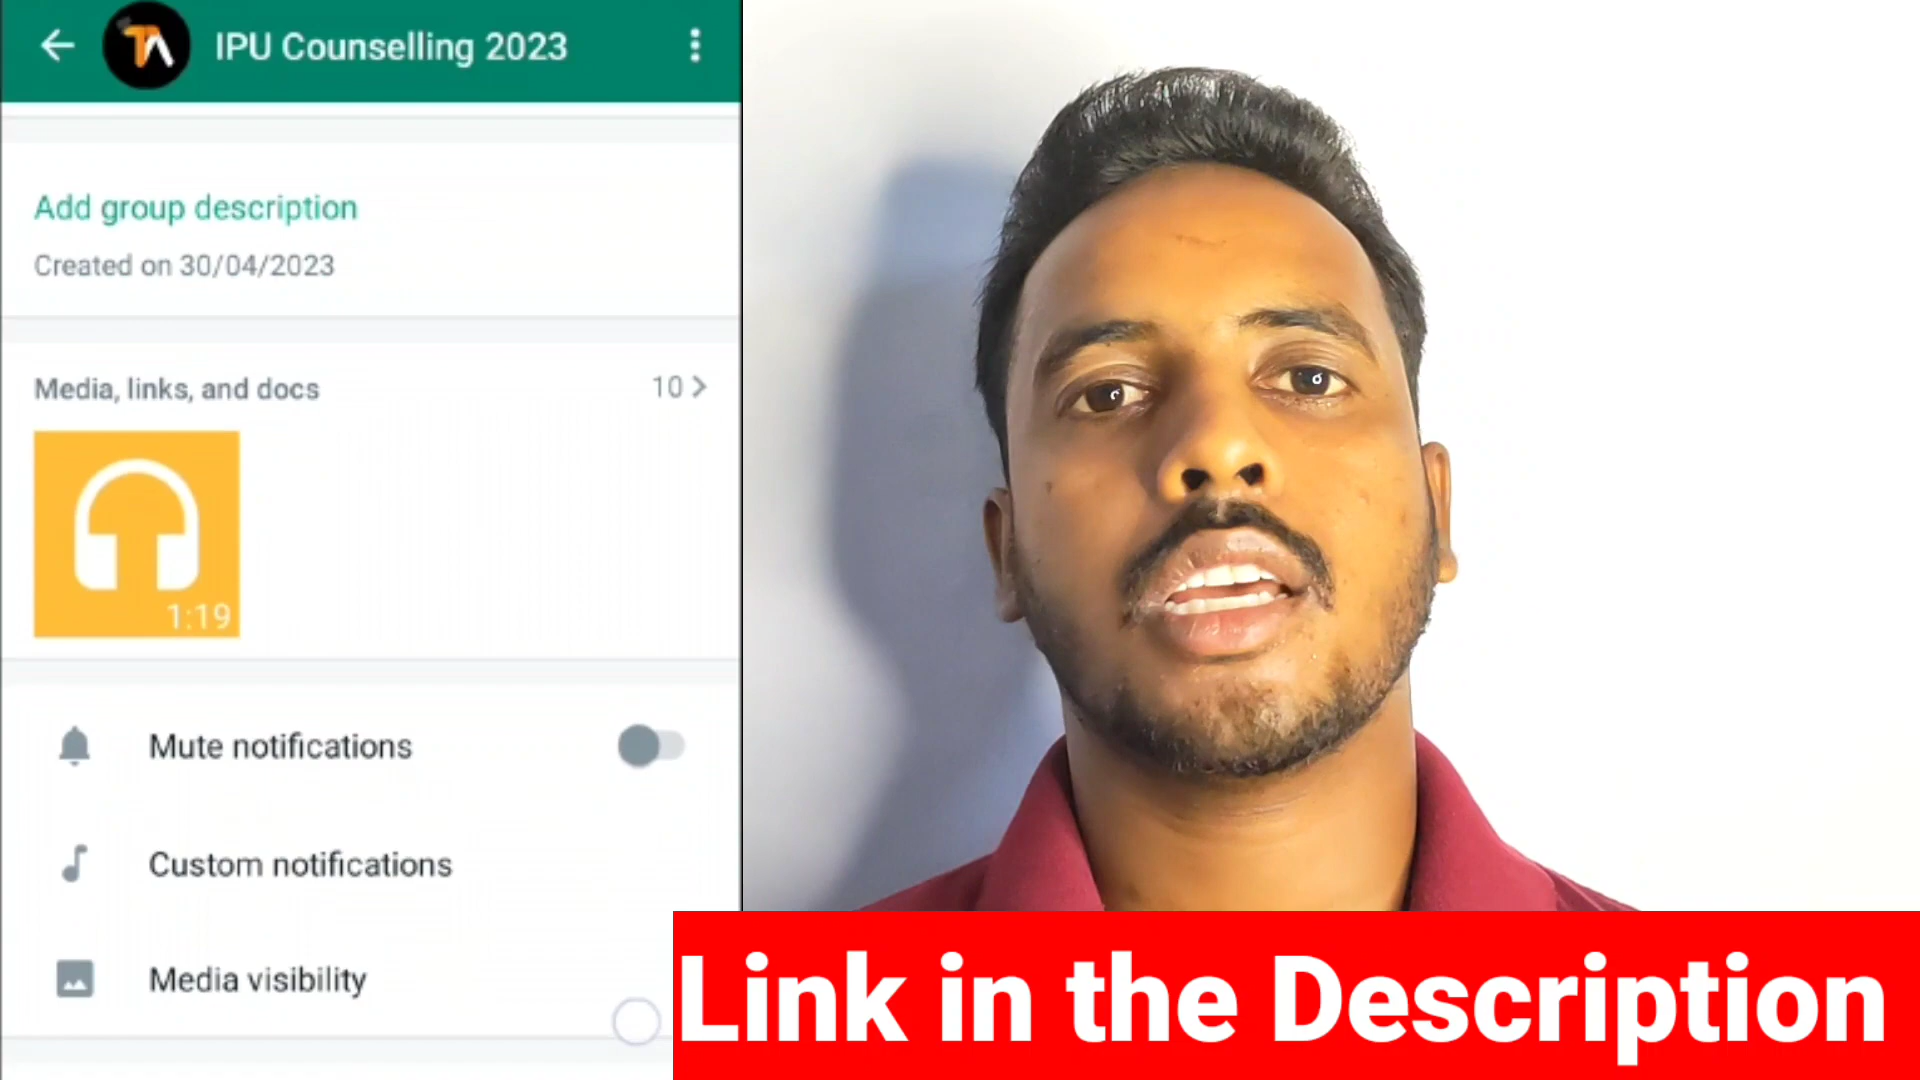 IPU Counselling 2023
Add group description
Created on 30/04/2023
Media, links, and docs
10
1:19
Mute notifications
Custom notifications
Media visibility
Link in the Description